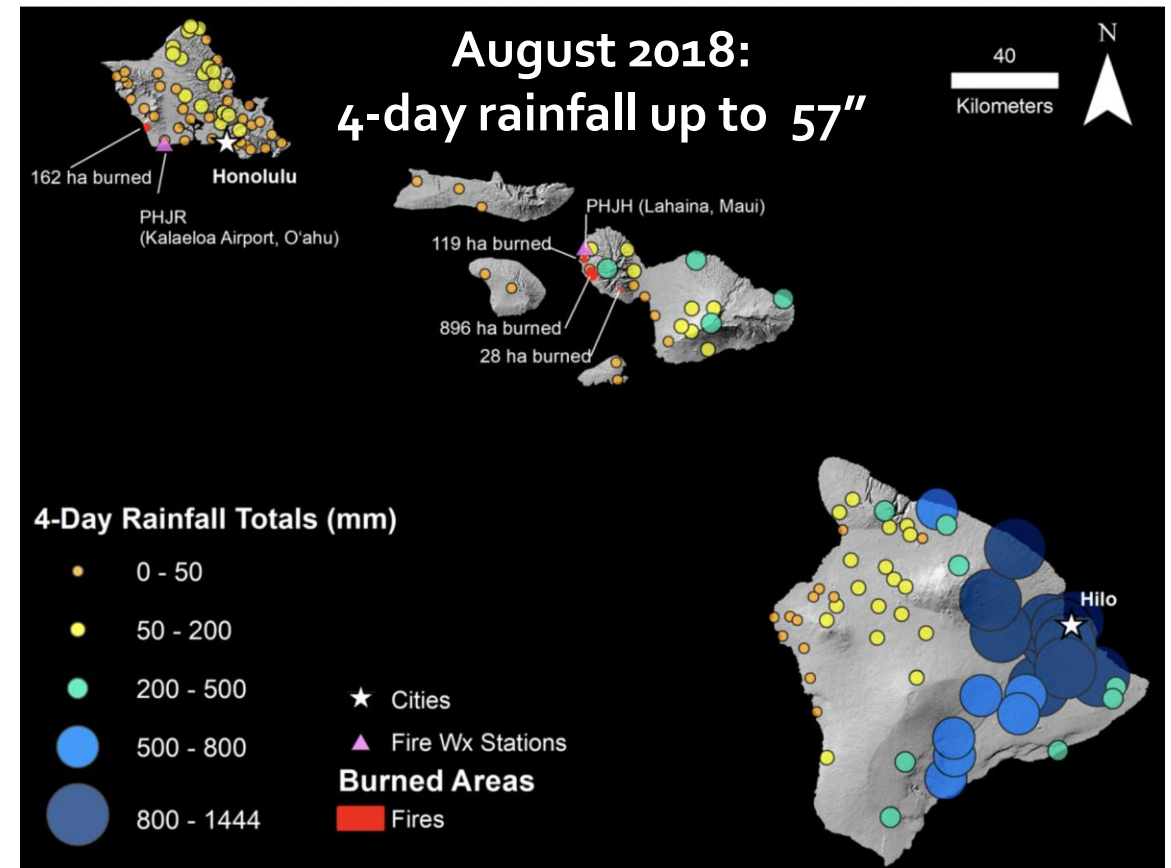 August 2018:
4-day rainfall up to 57”
40
Kilometers
N
162 ha burned
Honolulu
PHJR
(Kalaeloa Airport, O‘ahu)
PHJH (Lahaina, Maui)
119 ha burned
896 ha burned
28 ha burned
Hilo
4-Day Rainfall Totals (mm)
0 - 50
50 - 200
200 - 500
500 - 800
800 - 1444
Cities
Fire Wx Stations
Burned Areas
Fires